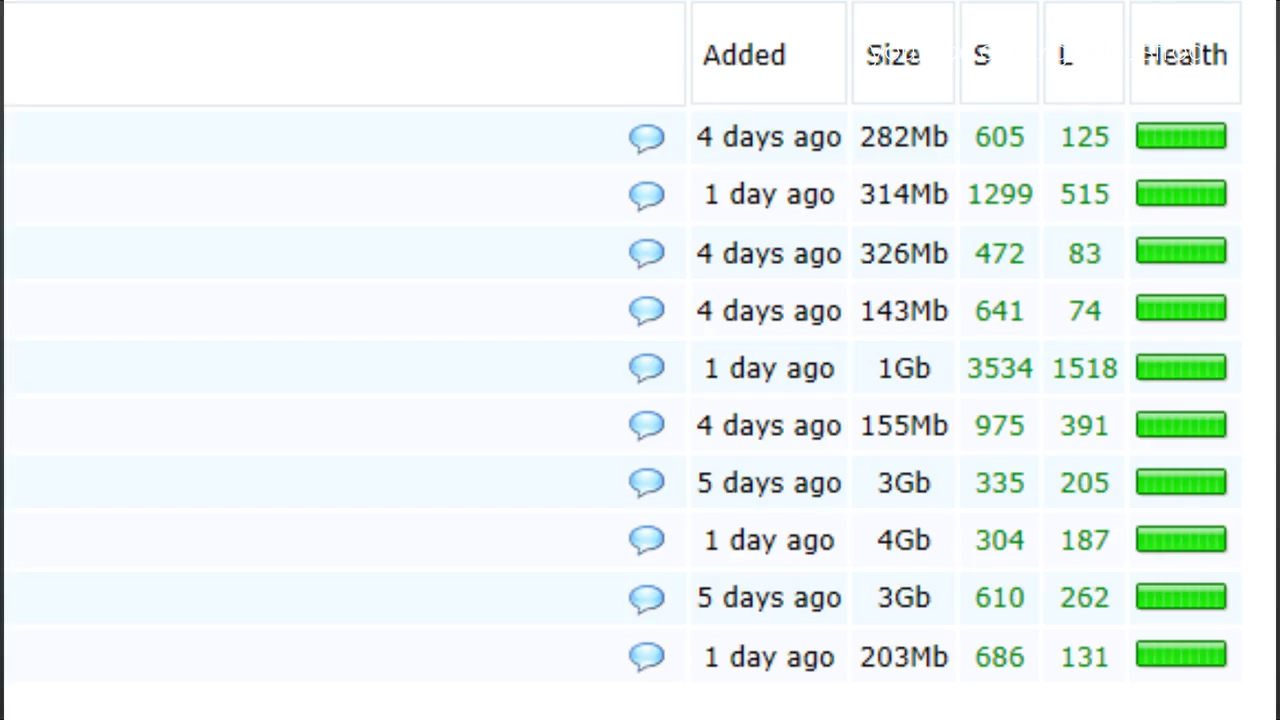 Added Size S L Health
4 days ago 282Mb 605 125
1 day ago 314Mb 1299 515
4 days ago 326Mb 472 83
4 days ago 143Mb 641 74
1 day ago 1Gb 3534 1518
4 days ago 155Mb 975 391
5 days ago 3Gb 335 205
1 day ago 4Gb 304 187
5 days ago 3Gb 610 262
1 day ago 203Mb 686 131